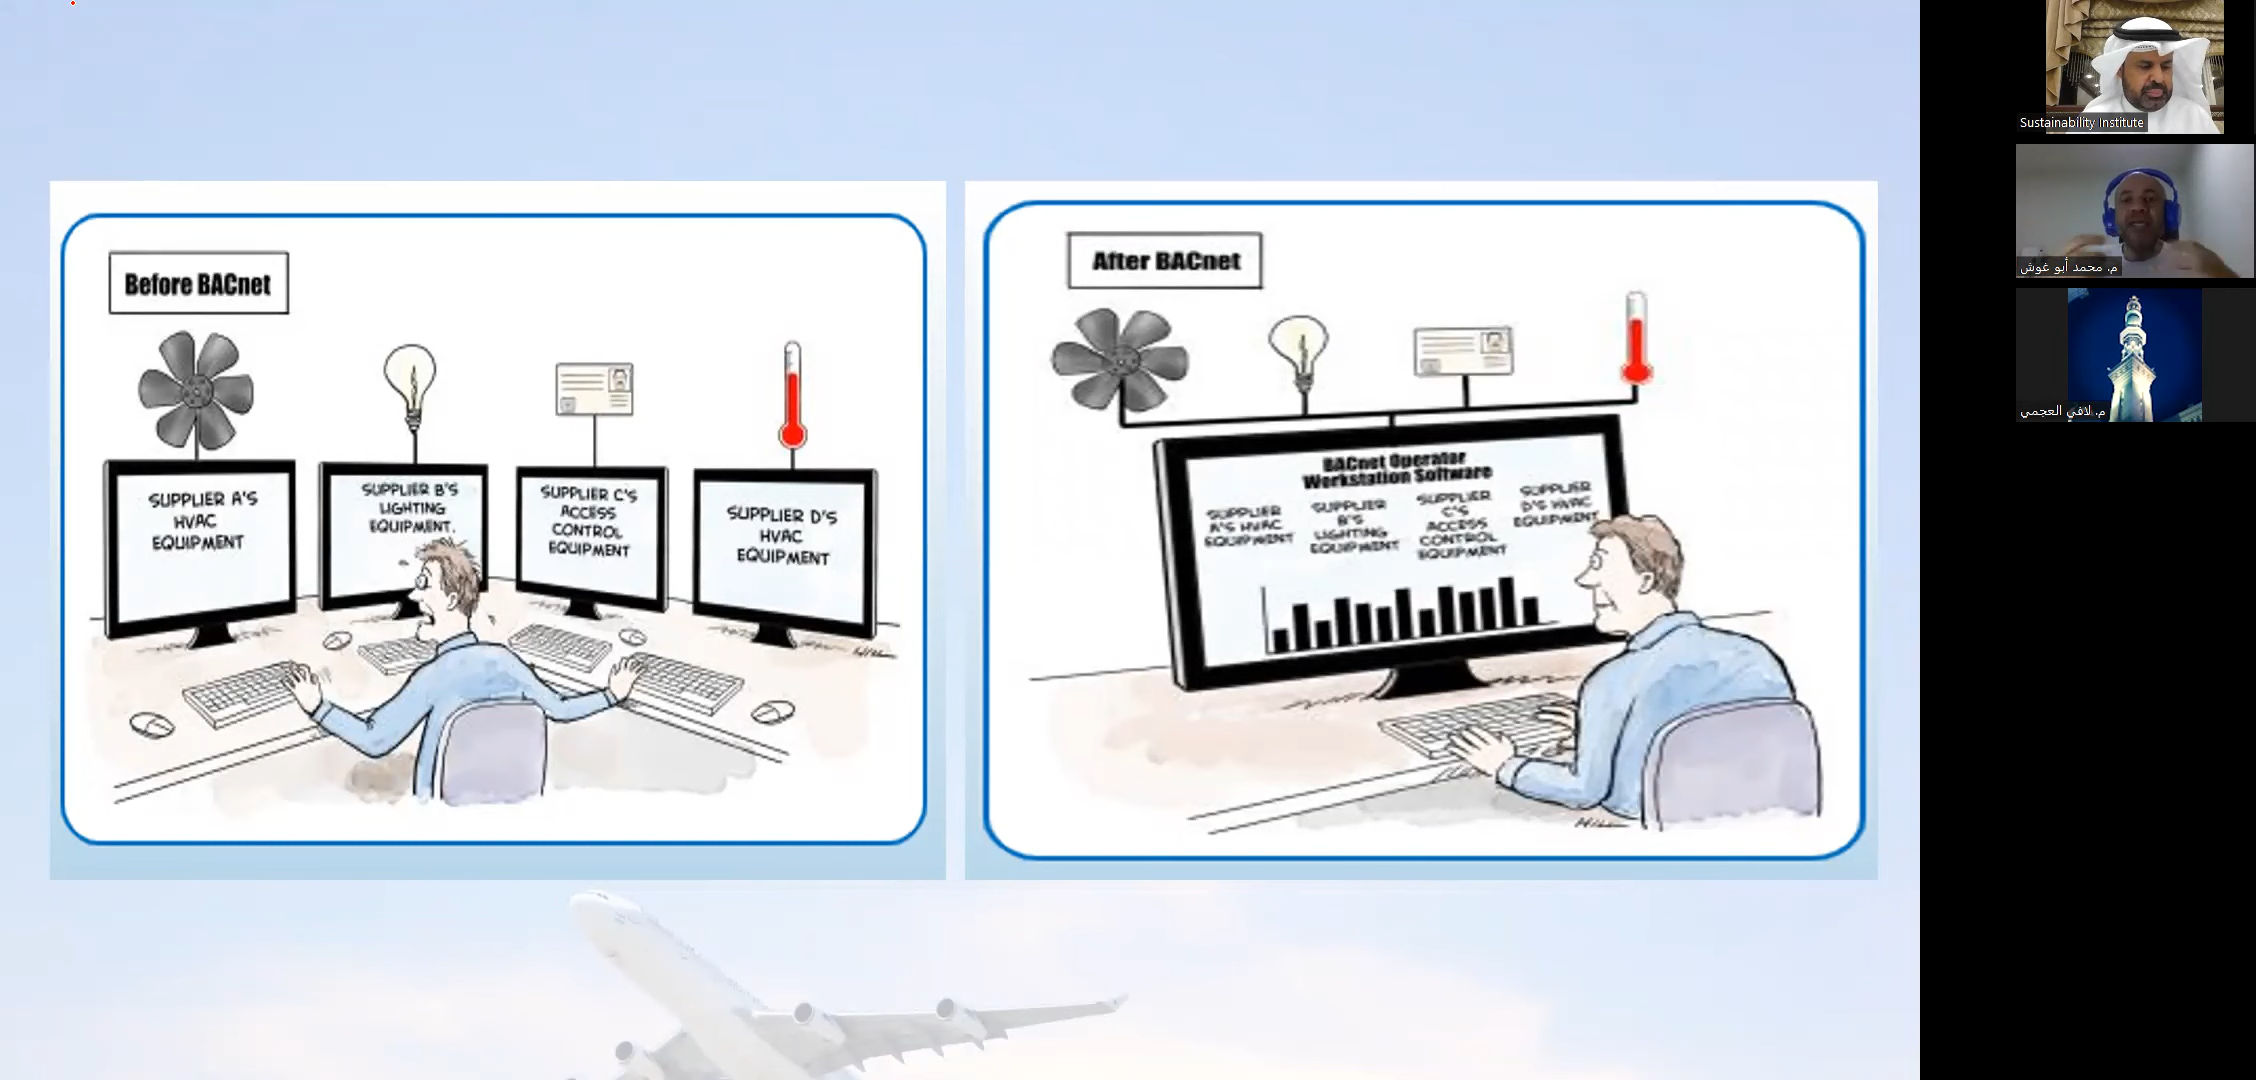 Before BACnet
SUPPLIER A'S
HVAC
EQUIPMENT
SUPPLIER B'S
LIGHTING
EQUIPMENT.
SUPPLIER C'S
ACCESS
CONTROL
EQUIPMENT
SUPPLIER D'S
HVAC
EQUIPMENT
After BACnet
BACnet Operator
Workstation Software
SUPPLIER
A'S HVAC
EQUIPMENT
SUPPLIER
B'S
LIGHTING
EQUIPMENT
SUPPLIER
C'S
ACCESS
CONTROL
EQUIPMENT
SUPPLIER
D'S HVAC
EQUIPMENT
Sustainability Institute
م. محمد أبو غوش
م. لافي العجمي